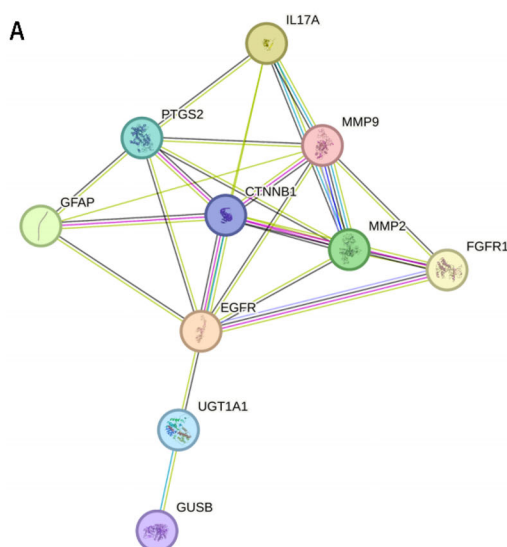 A
IL17A
PTGS2
MMP9
GFAP
CTNNB1
MMP2
FGFR1
EGFR
UGT1A1
GUSB